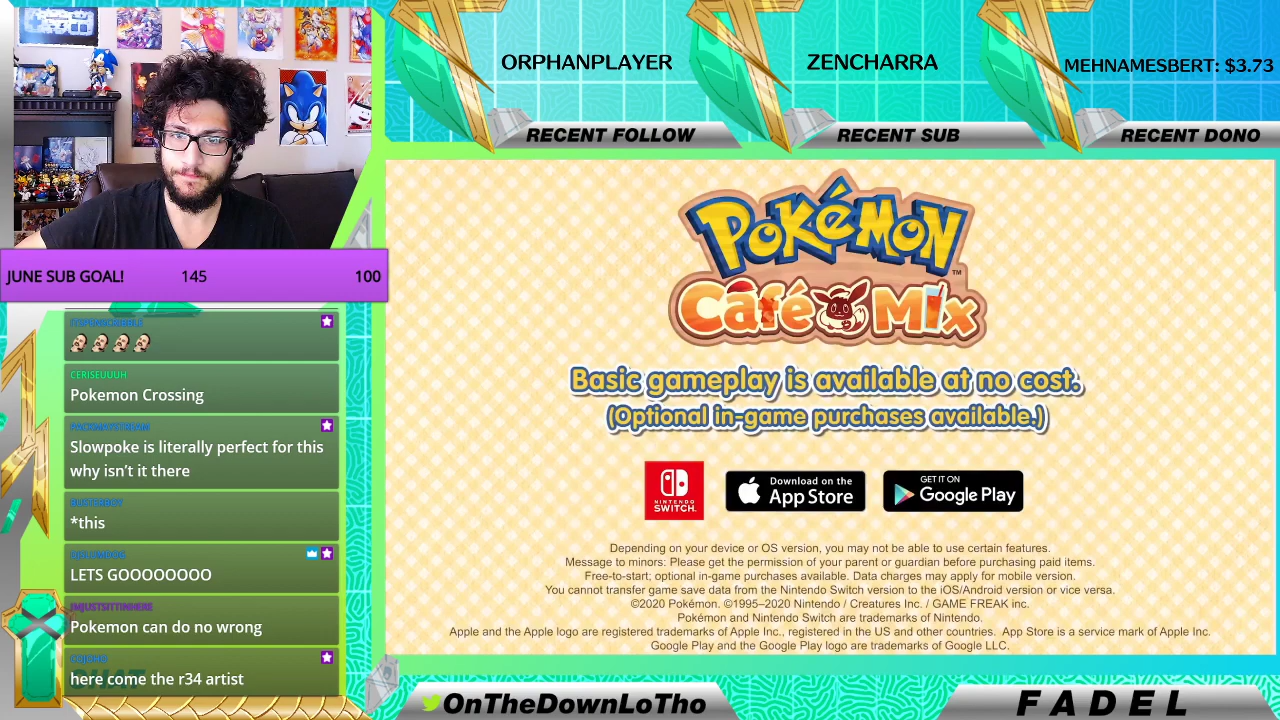 ORPHANPLAYER
ZENCHARRA
MEHNAMESBERT: $3.73
RECENT FOLLOW
RECENT SUB
RECENT DONO
JUNE SUB GOAL! 145 100
CERISEUUUH
Pokemon Crossing
Slowpoke is literally perfect for this
why isn't it there
*this
LETS GOOOOOOOO
JMJUSTSITTINHERE
Pokemon can do no wrong
here come the r34 artist
CHAT
POKéMON
™
Café Mix
Basic gameplay is available at no cost.
(Optional in-game purchases available.)
NINTENDO
SWITCH.
Download on the
App Store
GET IT ON
Google Play
Depending on your device or OS version, you may not be able to use certain features.
Message to minors: Please get the permission of your parent or guardian before purchasing paid items.
Free-to-start; optional in-game purchases available. Data charges may apply for mobile version.
You cannot transfer game save data from the Nintendo Switch version to the iOS/Android version or vice versa.
©2020 Pokémon. ©1995–2020 Nintendo / Creatures Inc. / GAME FREAK inc.
Pokémon and Nintendo Switch are trademarks of Nintendo.
Apple and the Apple logo are registered trademarks of Apple Inc., registered in the US and other countries. App Store is a service mark of Apple Inc.
Google Play and the Google Play logo are trademarks of Google LLC.
OnTheDownLoTho
FADEL